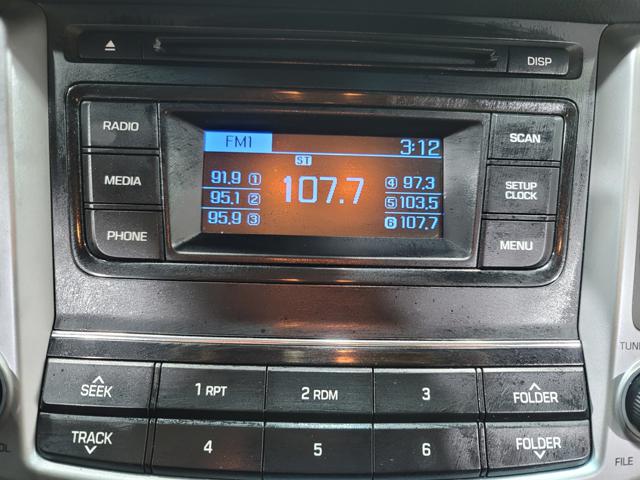 DISP
RADIO
MEDIA
PHONE
FM1
3:12
ST
91.9 1
95.1 2
95.9 3
107.7
4 97.3
5 103.5
6 107.7
SCAN
SETUP
CLOCK
MENU
SEEK
1 RPT
2 RDM
3
FOLDER
TRACK
4
5
6
FOLDER
TUN
OL
FILE